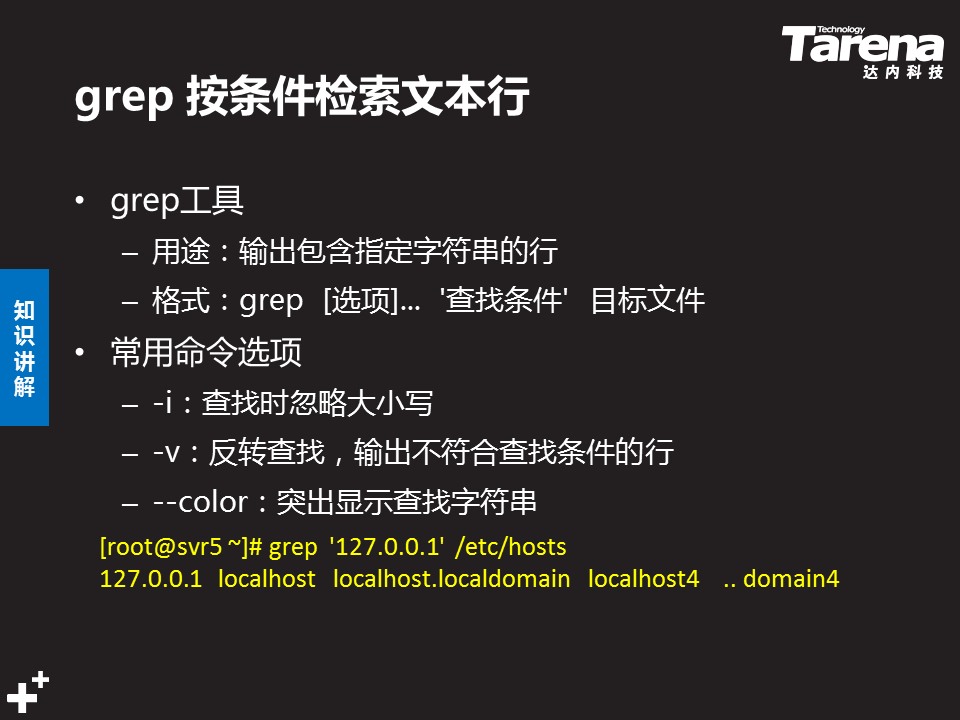 Technology
Tarena
达内科技
grep 按条件检索文本行
• grep工具
– 用途：输出包含指定字符串的行
– 格式：grep [选项]... '查找条件' 目标文件
知识讲解
• 常用命令选项
– -i：查找时忽略大小写
– -v：反转查找，输出不符合查找条件的行
– --color：突出显示查找字符串
[root@svr5 ~]# grep '127.0.0.1' /etc/hosts
127.0.0.1 localhost localhost.localdomain localhost4 .. domain4